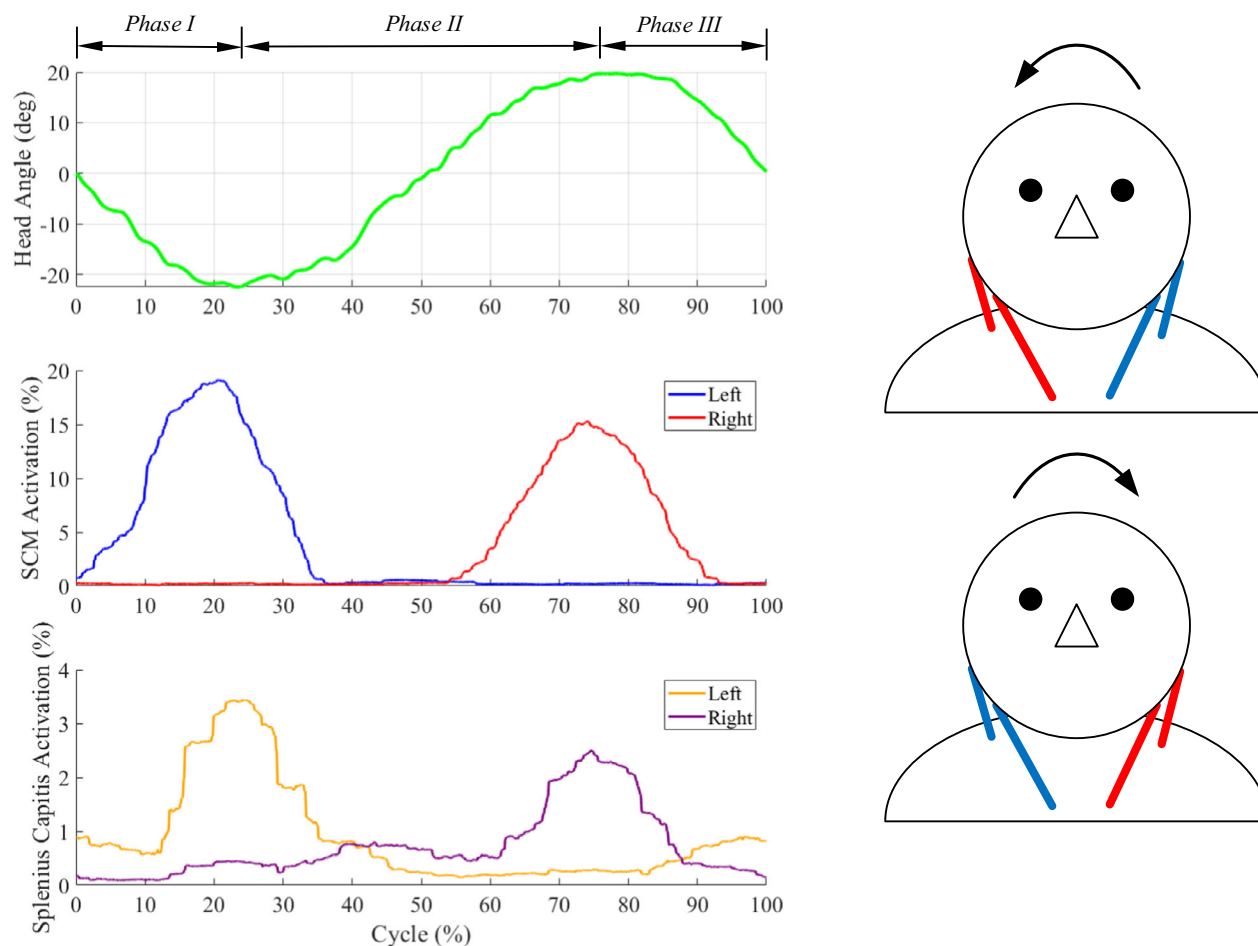 Phase I Phase II Phase III
Head Angle (deg)
20
10
0
-10
-20
0 10 20 30 40 50 60 70 80 90 100
SCM Activation (%)
20
15
10
5
0
Left
Right
0 10 20 30 40 50 60 70 80 90 100
Splenius Capitis Activation (%)
4
3
2
1
0
Left
Right
0 10 20 30 40 50 60 70 80 90 100
Cycle (%)